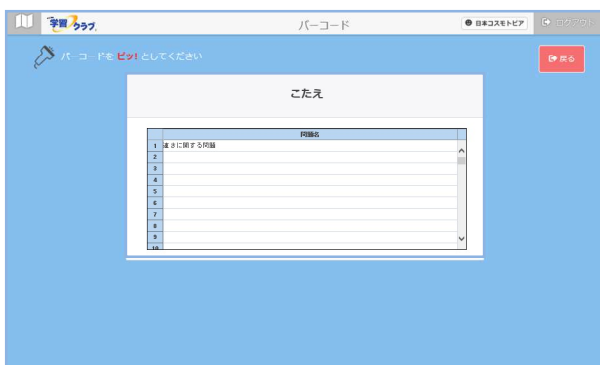 学習クラブ
バーコード
日本コスモトピア
ログアウト
バーコードを ピッ! としてください
戻る
こたえ
問題名
1 速さに関する問題
2
3
4
5
6
7
8
9
10